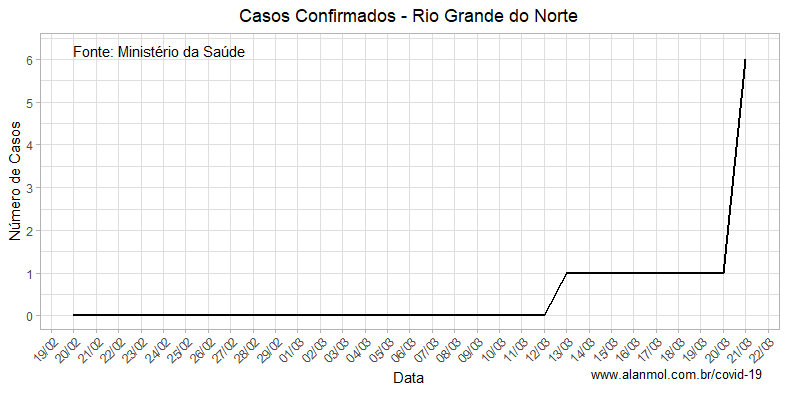 Casos Confirmados - Rio Grande do Norte
Fonte: Ministério da Saúde
Número de Casos
6
5
4
3
2
1
0
19/02 20/02 21/02 22/02 23/02 24/02 25/02 26/02 27/02 28/02 29/02 01/03 02/03 03/03 04/03 05/03 06/03 07/03 08/03 09/03 10/03 11/03 12/03 13/03 14/03 15/03 16/03 17/03 18/03 19/03 20/03 21/03 22/03
Data
www.alanmol.com.br/covid-19